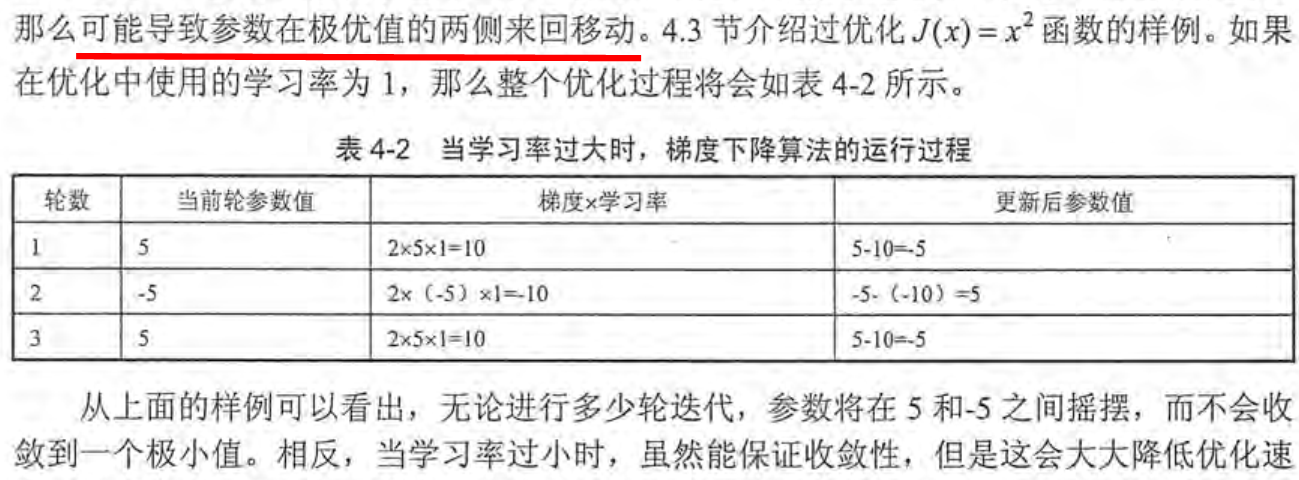 那么可能导致参数在极优值的两侧来回移动。4.3 节介绍过优化 J(x) = x² 函数的样例。如果
在优化中使用的学习率为 1，那么整个优化过程将会如表 4-2 所示。
表 4-2 当学习率过大时，梯度下降算法的运行过程
轮数 当前轮参数值 梯度×学习率 更新后参数值
1 5 2×5×1=10 5-10=-5
2 -5 2×（-5）×1=-10 -5-（-10）=5
3 5 2×5×1=10 5-10=-5
从上面的样例可以看出，无论进行多少轮迭代，参数将在 5 和-5 之间摇摆，而不会收
敛到一个极小值。相反，当学习率过小时，虽然能保证收敛性，但是这会大大降低优化速